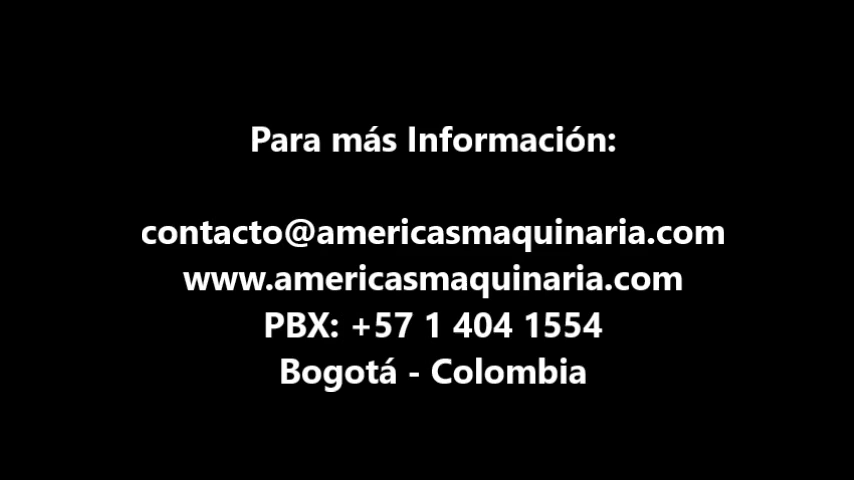 Para más Información:
contacto@americasmaquinaria.com
www.americasmaquinaria.com
PBX: +57 1 404 1554
Bogotá - Colombia